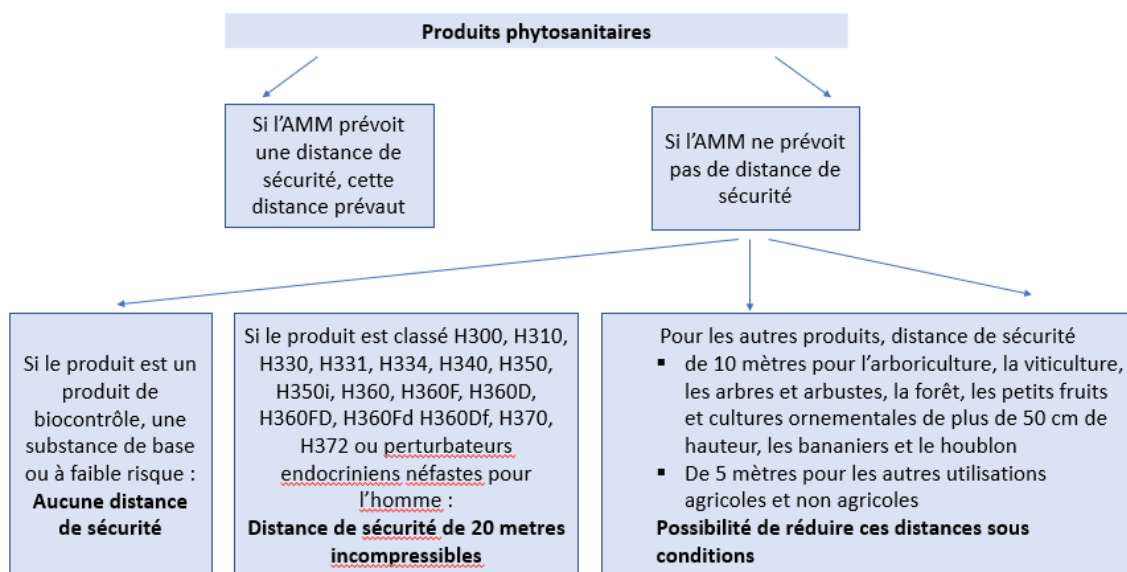 Produits phytosanitaires
Si l'AMM prévoit
une distance de
sécurité, cette
distance prévaut
Si l'AMM ne prévoit
pas de distance de
sécurité
Si le produit est un
produit de
biocontrôle, une
substance de base
ou à faible risque :
Aucune distance
de sécurité
Si le produit est classé H300, H310,
H330, H331, H334, H340, H350,
H350i, H360, H360F, H360D,
H360FD, H360Fd H360Df, H370,
H372 ou perturbateurs
endocriniens néfastes pour
l'homme :
Distance de sécurité de 20 metres
incompressibles
Pour les autres produits, distance de sécurité
▪ de 10 mètres pour l'arboriculture, la viticulture,
les arbres et arbustes, la forêt, les petits fruits
et cultures ornementales de plus de 50 cm de
hauteur, les bananiers et le houblon
▪ De 5 mètres pour les autres utilisations
agricoles et non agricoles
Possibilité de réduire ces distances sous
conditions